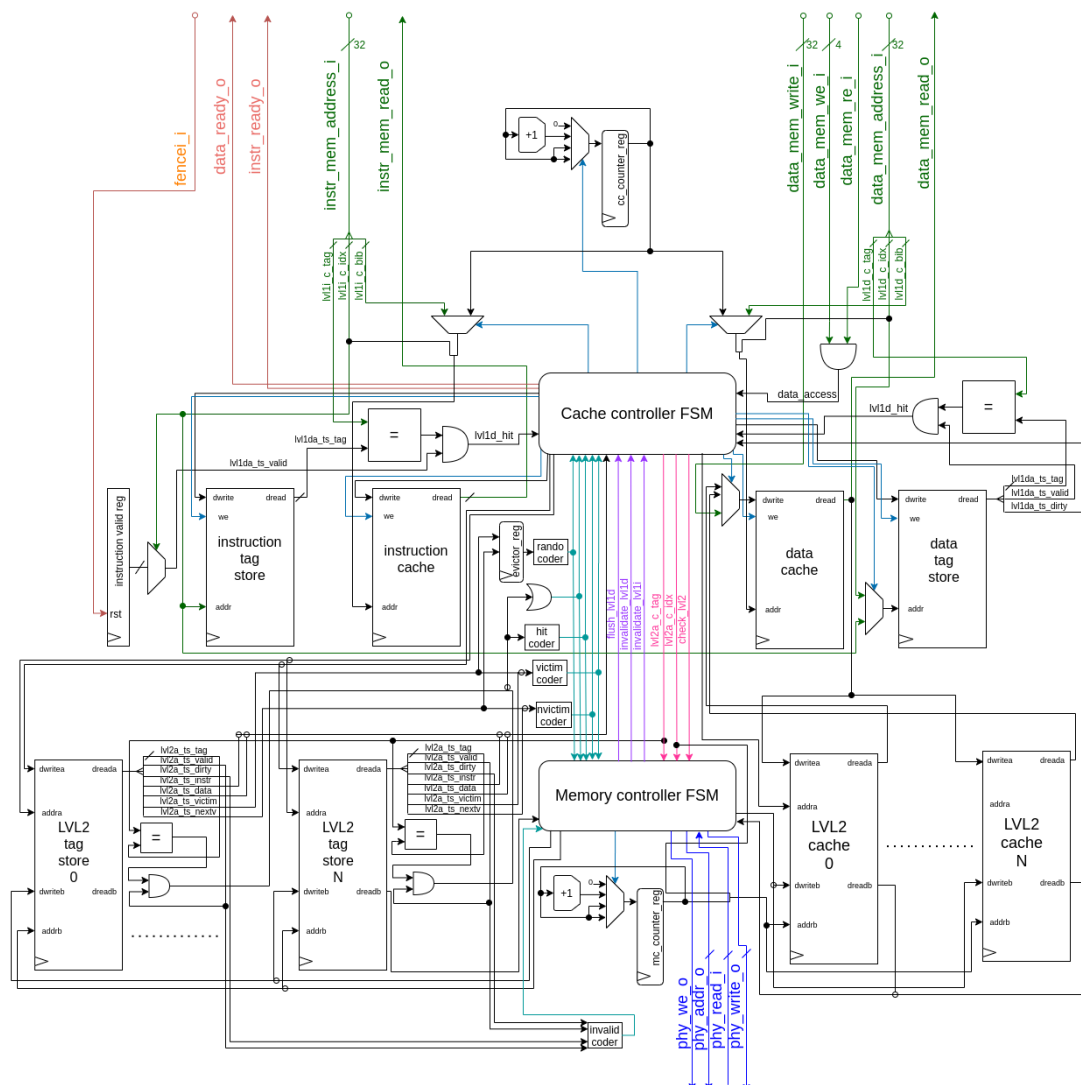 32
32
4
32
fencei_i
data_ready_o
instr_ready_o
instr_mem_address_i
instr_mem_read_o
data_mem_write_i
data_mem_we_i
data_mem_re_i
data_mem_address_i
data_mem_read_o
+1
0
cc_counter_reg
lvl1i_c_tag
lvl1i_c_idx
lvl1i_c_bib
lvl1d_c_tag
lvl1d_c_idx
lvl1d_c_bib
Cache controller FSM
data_access
lvl1d_hit
=
=
lvl1d_hit
lvl1da_ts_tag
lvl1da_ts_valid
lvl1da_ts_tag
lvl1da_ts_valid
lvl1da_ts_dirty
instruction valid reg
rst
dwrite
dread
we
instruction
tag
store
addr
dwrite
dread
we
instruction
cache
addr
evictor_reg
rando
coder
hit
coder
victim
coder
nvictim
coder
flush_lvl1d
invalidate_lvl1d
invalidate_lvl1i
lvl2a_c_tag
lvl2a_c_idx
check_lvl2
dwrite
dread
we
data
cache
addr
dwrite
dread
we
data
tag
store
addr
dwritea
dreada
addra
LVL2
tag
store
0
dwriteb
dreadb
addrb
lvl2a_ts_tag
lvl2a_ts_valid
lvl2a_ts_dirty
lvl2a_ts_instr
lvl2a_ts_data
lvl2a_ts_victim
lvl2a_ts_nextv
=
dwritea
dreada
addra
LVL2
tag
store
N
dwriteb
dreadb
addrb
lvl2a_ts_tag
lvl2a_ts_valid
lvl2a_ts_dirty
lvl2a_ts_instr
lvl2a_ts_data
lvl2a_ts_victim
lvl2a_ts_nextv
=
Memory controller FSM
+1
0
mc_counter_reg
invalid
coder
phy_we_o
phy_addr_o
phy_read_i
phy_write_o
dwritea
dreada
addra
LVL2
cache
0
dwriteb
dreadb
addrb
dwritea
dreada
addra
LVL2
cache
N
dwriteb
dreadb
addrb